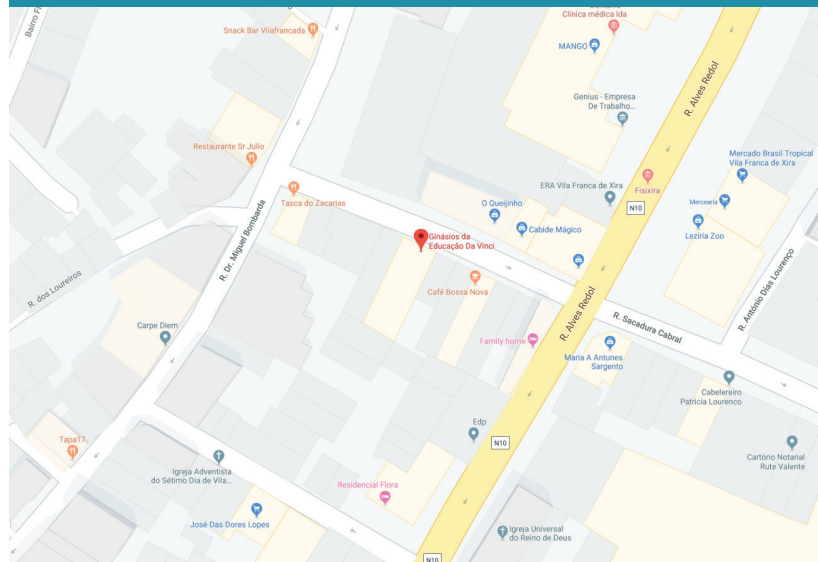 Clínica médica lda
Snack Bar Vilafrancada
MANGO
R. Alves Redol
Genius - Empresa
De Trabalho...
Restaurante Sr Julio
Mercado Brasil Tropical
Vila Franca de Xira
Tasca do Zacarias
ERA Vila Franca de Xira
Fisixira
O Queijinho
N10
Mercearia
Cabide Mágico
Lezíria Zoo
Ginásios da
Educação Da Vinci
R. Dr. Miguel Bombarda
R. dos Loureiros
Café Bossa Nova
R. António Dias Lourenço
R. Alves Redol
R. Sacadura Cabral
Carpe Diem
Family home
Maria A Antunes
Sargento
Cabelereiro
Patricia Lourenco
Edp
Tapa17,
N10
Cartório Notarial
Rute Valente
Igreja Adventista
do Sétimo Dia de Vila...
Residencial Flora
José Das Dores Lopes
Igreja Universal
do Reino de Deus
N10